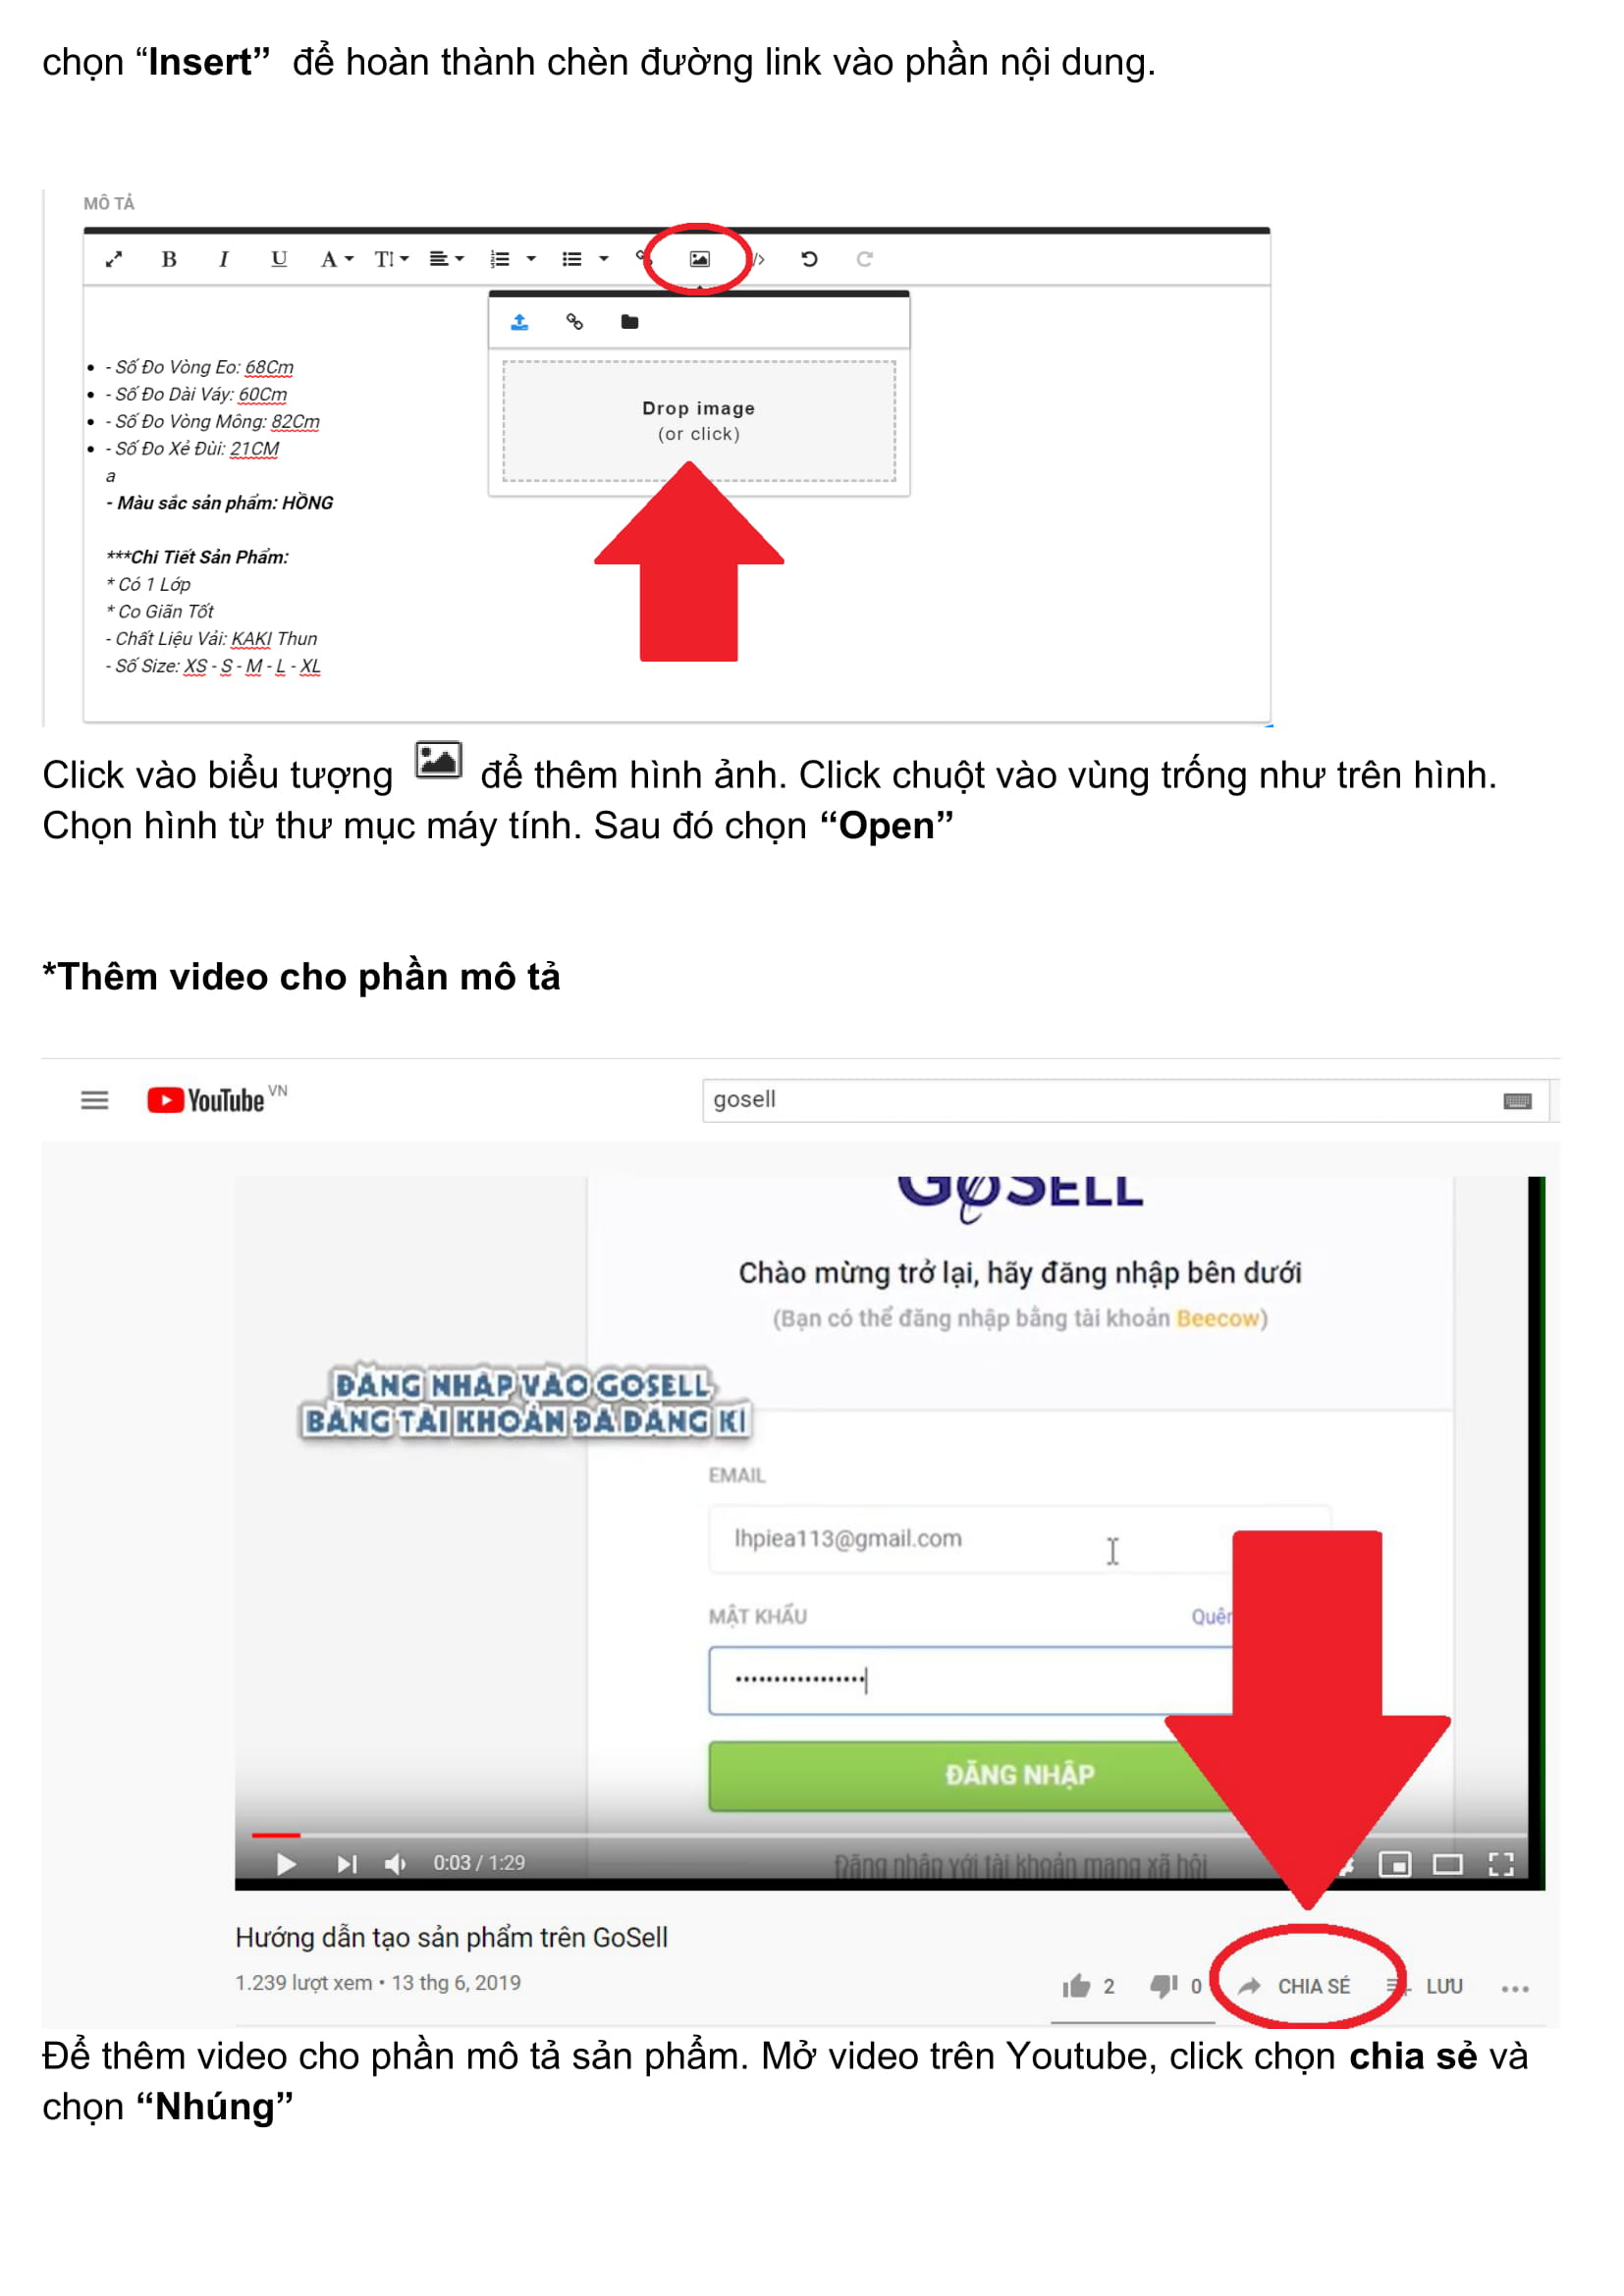 chọn “Insert” để hoàn thành chèn đường link vào phần nội dung.
MÔ TẢ
B I U A T
Drop image
(or click)
- Số Đo Vòng Eo: 68Cm
- Số Đo Dài Váy: 60Cm
- Số Đo Vòng Mông: 82Cm
- Số Đo Xẻ Đùi: 21CM
a
- Màu sắc sản phẩm: HỒNG
***Chi Tiết Sản Phẩm:
* Có 1 Lớp
* Co Giãn Tốt
- Chất Liệu Vải: KAKI Thun
- Số Size: XS - S - M - L - XL
Click vào biểu tượng để thêm hình ảnh. Click chuột vào vùng trống như trên hình.
Chọn hình từ thư mục máy tính. Sau đó chọn “Open”
*Thêm video cho phần mô tả
YouTube VN
gosell
GOSELL
Chào mừng trở lại, hãy đăng nhập bên dưới
(Bạn có thể đăng nhập bằng tài khoản Beecow)
ĐĂNG NHẬP VÀO GOSELL
BẰNG TÀI KHOẢN ĐÃ ĐĂNG KÍ
EMAIL
lhpiea113@gmail.com
MẬT KHẨU
Quên
ĐĂNG NHẬP
0:03 / 1:29
Đăng nhập với tài khoản mạng xã hội
Hướng dẫn tạo sản phẩm trên GoSell
1.239 lượt xem • 13 thg 6, 2019
2 0 CHIA SẺ LƯU
Để thêm video cho phần mô tả sản phẩm. Mở video trên Youtube, click chọn chia sẻ và
chọn “Nhúng”